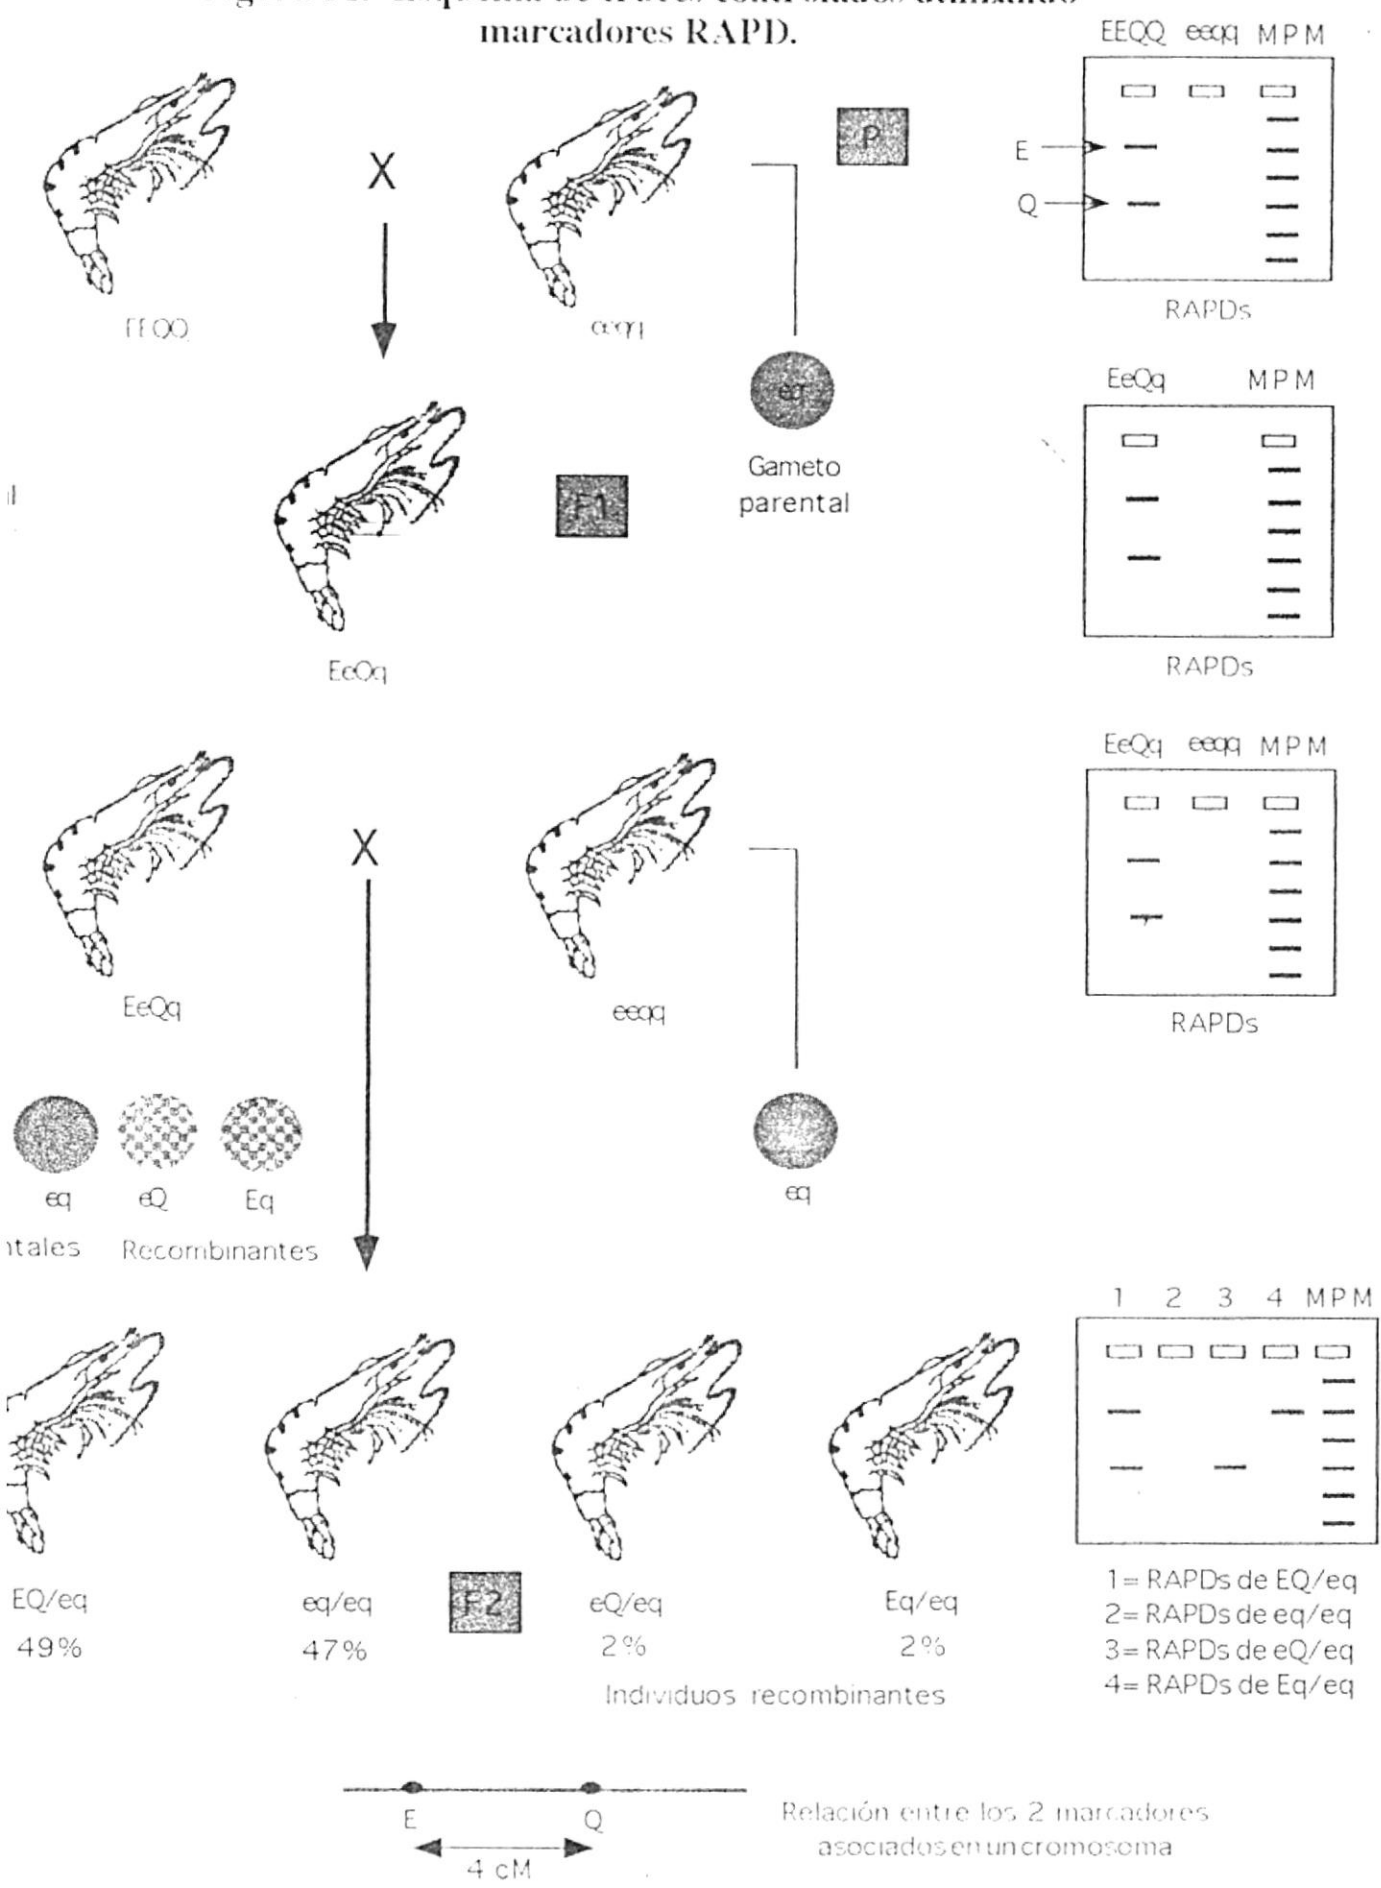 marcadores RAPD.
EEQQ eeqq MPM
X
P
E
Q
RAPDs
EEQQ
eeqq
eq
Gameto
parental
EeQq MPM
RAPDs
F1
EeQq
EeQq eeqq MPM
X
RAPDs
EeQq
eeqq
eq
eQ
Eq
eq
ntales
Recombinantes
1 2 3 4 MPM
EQ/eq
eq/eq
F2
eQ/eq
Eq/eq
49%
47%
2%
2%
Individuos recombinantes
1= RAPDs de EQ/eq
2= RAPDs de eq/eq
3= RAPDs de eQ/eq
4= RAPDs de Eq/eq
E
Q
4 cM
Relación entre los 2 marcadores
asociados en un cromosoma